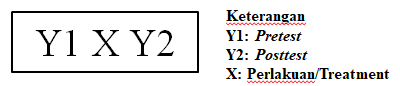 Y1 X Y2
Keterangan
Y1: Pretest
Y2: Posttest
X: Perlakuan/Treatment